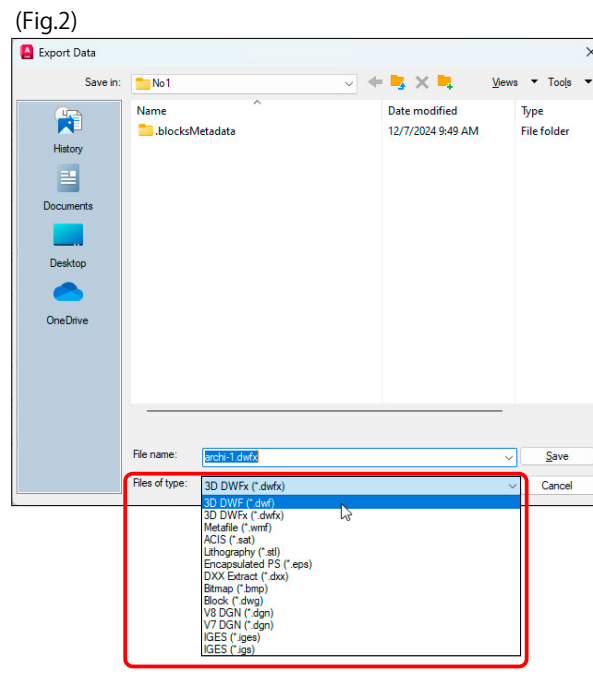 (Fig.2)
Export Data
Save in: No1 Views Tools
Name Date modified Type
.blocksMetadata 12/7/2024 9:49 AM File folder
History
Documents
Desktop
OneDrive
File name: archi-1.dwfx Save
Files of type: 3D DWFx (*.dwfx) Cancel
3D DWF (*.dwf)
3D DWFx (*.dwfx)
Metafile (*.wmf)
ACIS (*.sat)
Lithography (*.stl)
Encapsulated PS (*.eps)
DXX Extract (*.dxx)
Bitmap (*.bmp)
Block (*.dwg)
V8 DGN (*.dgn)
V7 DGN (*.dgn)
IGES (*.iges)
IGES (*.igs)